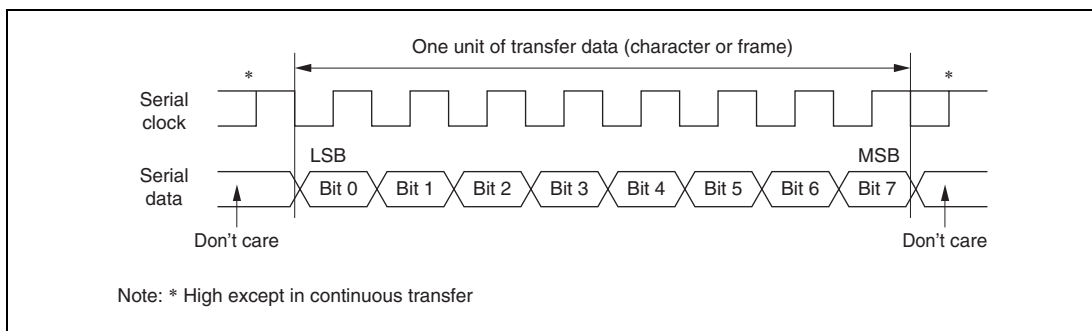 One unit of transfer data (character or frame)
* *
Serial
clock
LSB MSB
Serial
data
Bit 0 Bit 1 Bit 2 Bit 3 Bit 4 Bit 5 Bit 6 Bit 7
Don't care Don't care
Note: * High except in continuous transfer